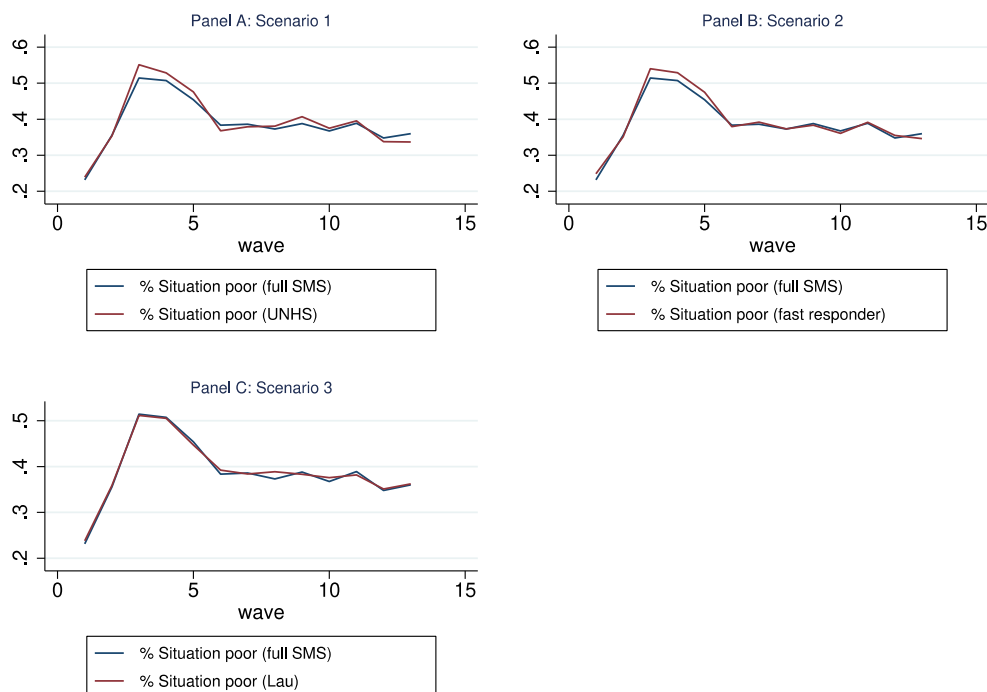 Panel A: Scenario 1
.6
.5
.4
.3
.2
0 5 10 15
wave
% Situation poor (full SMS)
% Situation poor (UNHS)
Panel B: Scenario 2
.6
.5
.4
.3
.2
0 5 10 15
wave
% Situation poor (full SMS)
% Situation poor (fast responder)
Panel C: Scenario 3
.5
.4
.3
.2
0 5 10 15
wave
% Situation poor (full SMS)
% Situation poor (Lau)